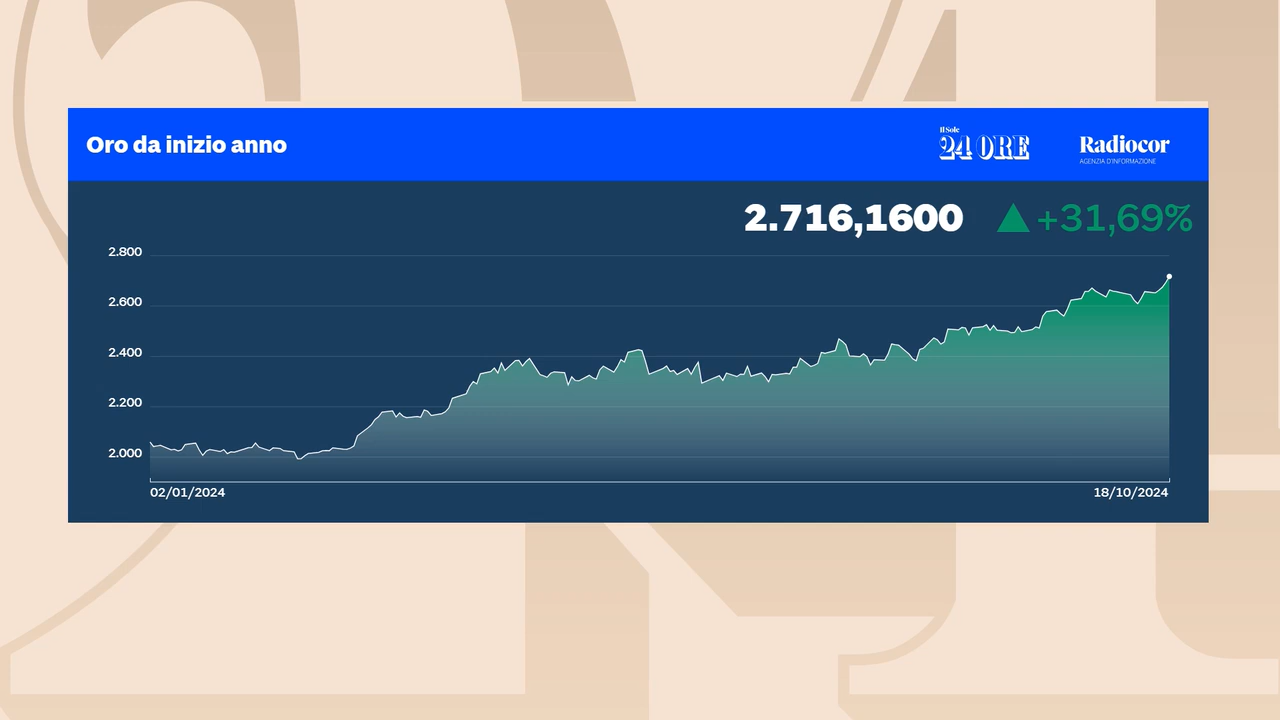 Oro da inizio anno
Il Sole
24 ORE
Radiocor
AGENZIA D'INFORMAZIONE
2.716,1600 ▲+31,69%
2.800
2.600
2.400
2.200
2.000
02/01/2024
18/10/2024